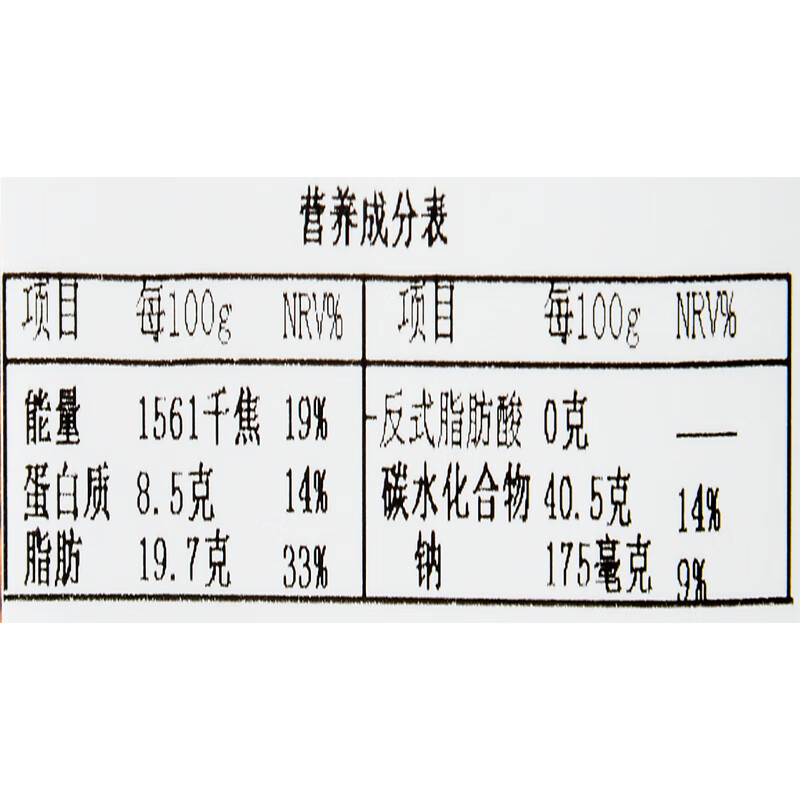 营养成分表
项目 每100g NRV% 项目 每100g NRV%
能量 1561千焦 19% -反式脂肪酸 0克 ——
蛋白质 8.5克 14% 碳水化合物 40.5克 14%
脂肪 19.7克 33% 钠 175毫克 9%